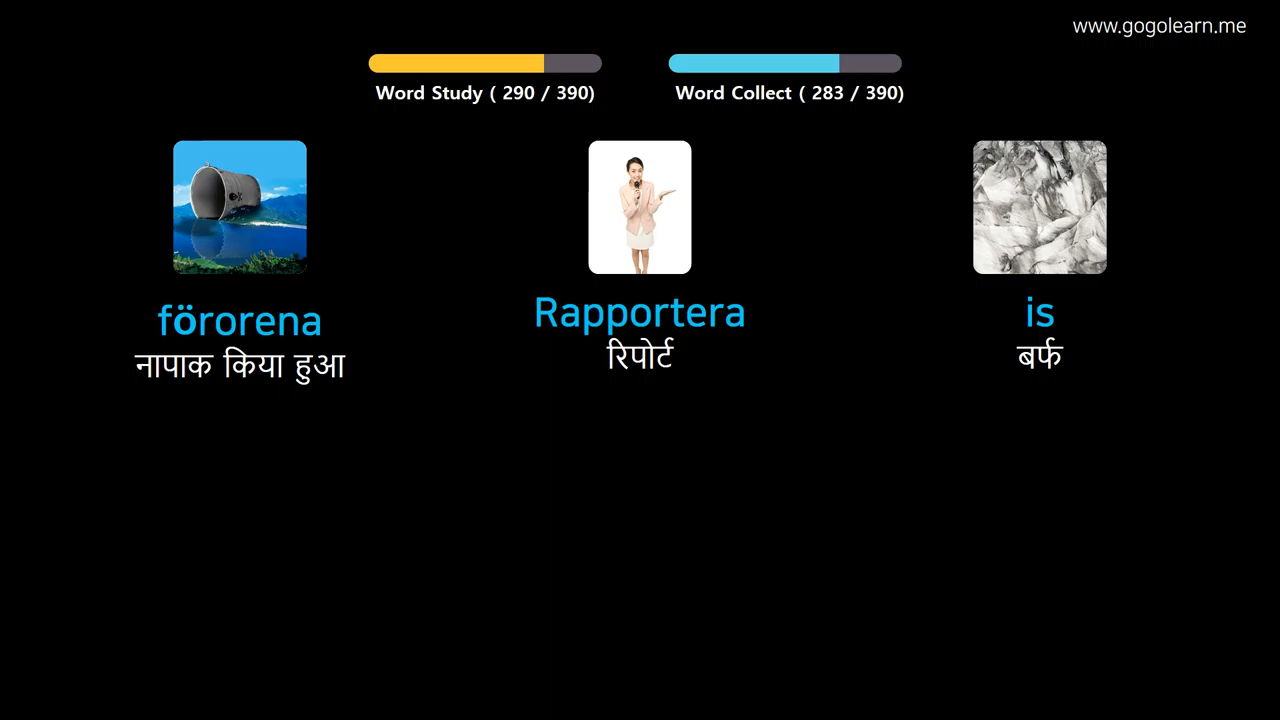 www.gogolearn.me
Word Study ( 290 / 390)
Word Collect ( 283 / 390)
förorena
नापाक किया हुआ
Rapportera
रिपोर्ट
is
बर्फ